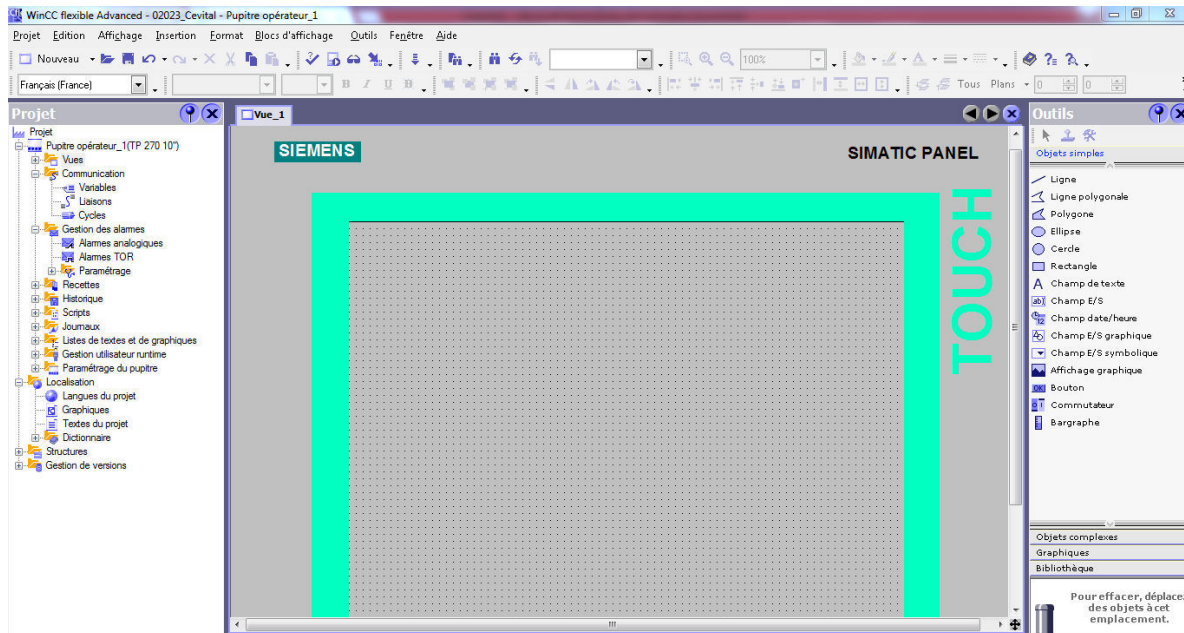 WinCC flexible Advanced - 02023_Cevital - Pupitre opérateur_1
Projet Edition Affichage Insertion Format Blocs d'affichage Outils Fenêtre Aide
Nouveau 100%
Français (France) B I U B Tous Plans 0 0
Projet
Projet
Pupitre opérateur_1(TP 270 10")
Vues
Communication
Variables
Liaisons
Cycles
Gestion des alarmes
Alarmes analogiques
Alarmes TOR
Paramétrage
Recettes
Historique
Scripts
Journaux
Listes de textes et de graphiques
Gestion utilisateur runtime
Paramétrage du pupitre
Localisation
Langues du projet
Graphiques
Textes du projet
Dictionnaire
Structures
Gestion de versions
Vue_1
SIEMENS
SIMATIC PANEL
TOUCH
Outils
Objets simples
Ligne
Ligne polygonale
Polygone
Ellipse
Cercle
Rectangle
A Champ de texte
Champ E/S
Champ date/heure
Champ E/S graphique
Champ E/S symbolique
Affichage graphique
OK Bouton
Commutateur
Bargraphe
Objets complexes
Graphiques
Bibliothèque
Pour effacer, déplacez
des objets à cet
emplacement.